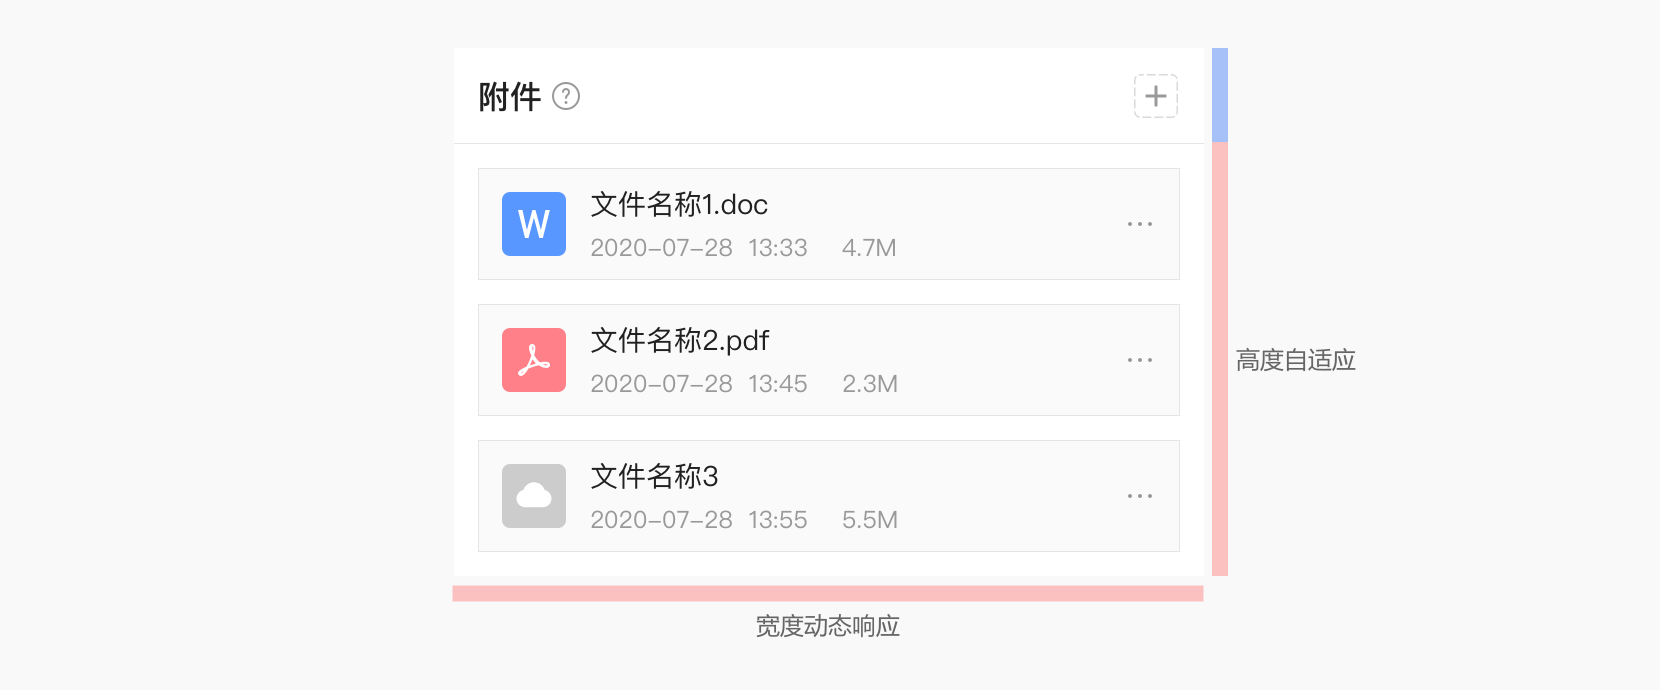 附件 ?
文件名称1.doc
2020-07-28 13:33 4.7M
文件名称2.pdf
2020-07-28 13:45 2.3M
高度自适应
文件名称3
2020-07-28 13:55 5.5M
宽度动态响应